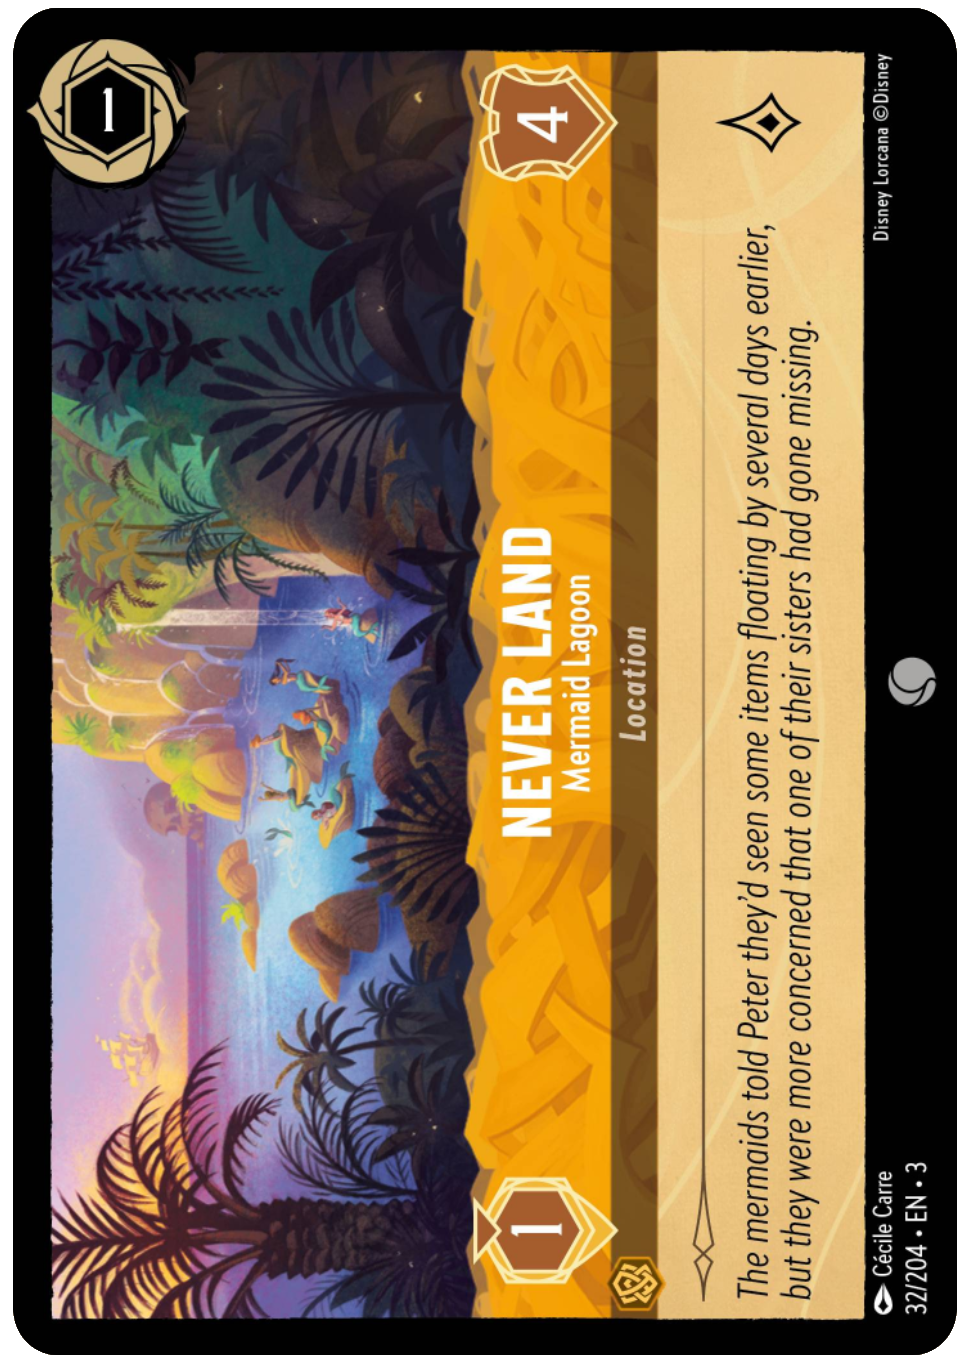 1
1
NEVER LAND
Mermaid Lagoon
4
Location
The mermaids told Peter they'd seen some items floating by several days earlier,
but they were more concerned that one of their sisters had gone missing.
Cécile Carre
Disney Lorcana ©Disney
32/204 • EN • 3